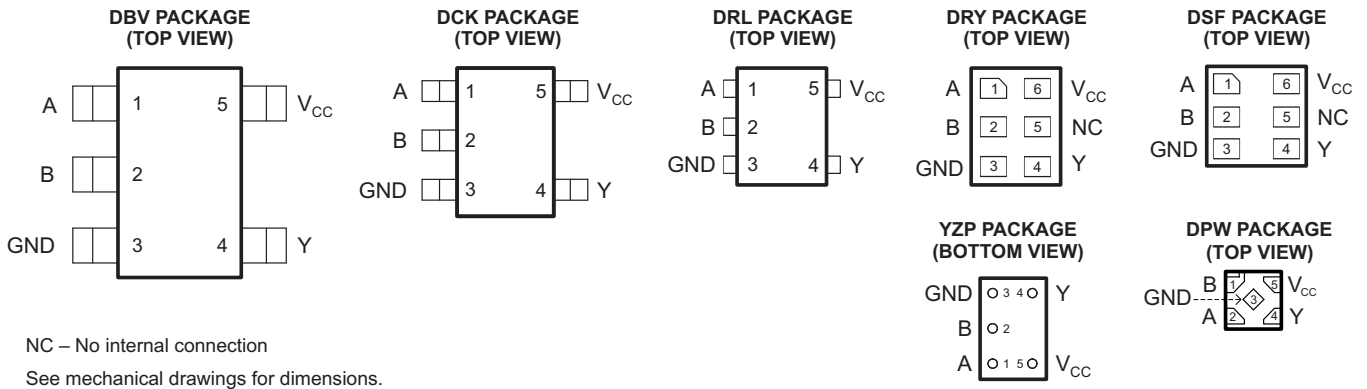 DBV PACKAGE
(TOP VIEW)
A 1 5 VCC
B 2
GND 3 4 Y
DCK PACKAGE
(TOP VIEW)
A 1 5 VCC
B 2
GND 3 4 Y
DRL PACKAGE
(TOP VIEW)
A 1 5 VCC
B 2
GND 3 4 Y
DRY PACKAGE
(TOP VIEW)
A 1 6 VCC
B 2 5 NC
GND 3 4 Y
DSF PACKAGE
(TOP VIEW)
A 1 6 VCC
B 2 5 NC
GND 3 4 Y
YZP PACKAGE
(BOTTOM VIEW)
GND 3 4 Y
B 2
A 1 5 VCC
DPW PACKAGE
(TOP VIEW)
B 1 5 VCC
GND 3
A 2 4 Y
NC – No internal connection
See mechanical drawings for dimensions.